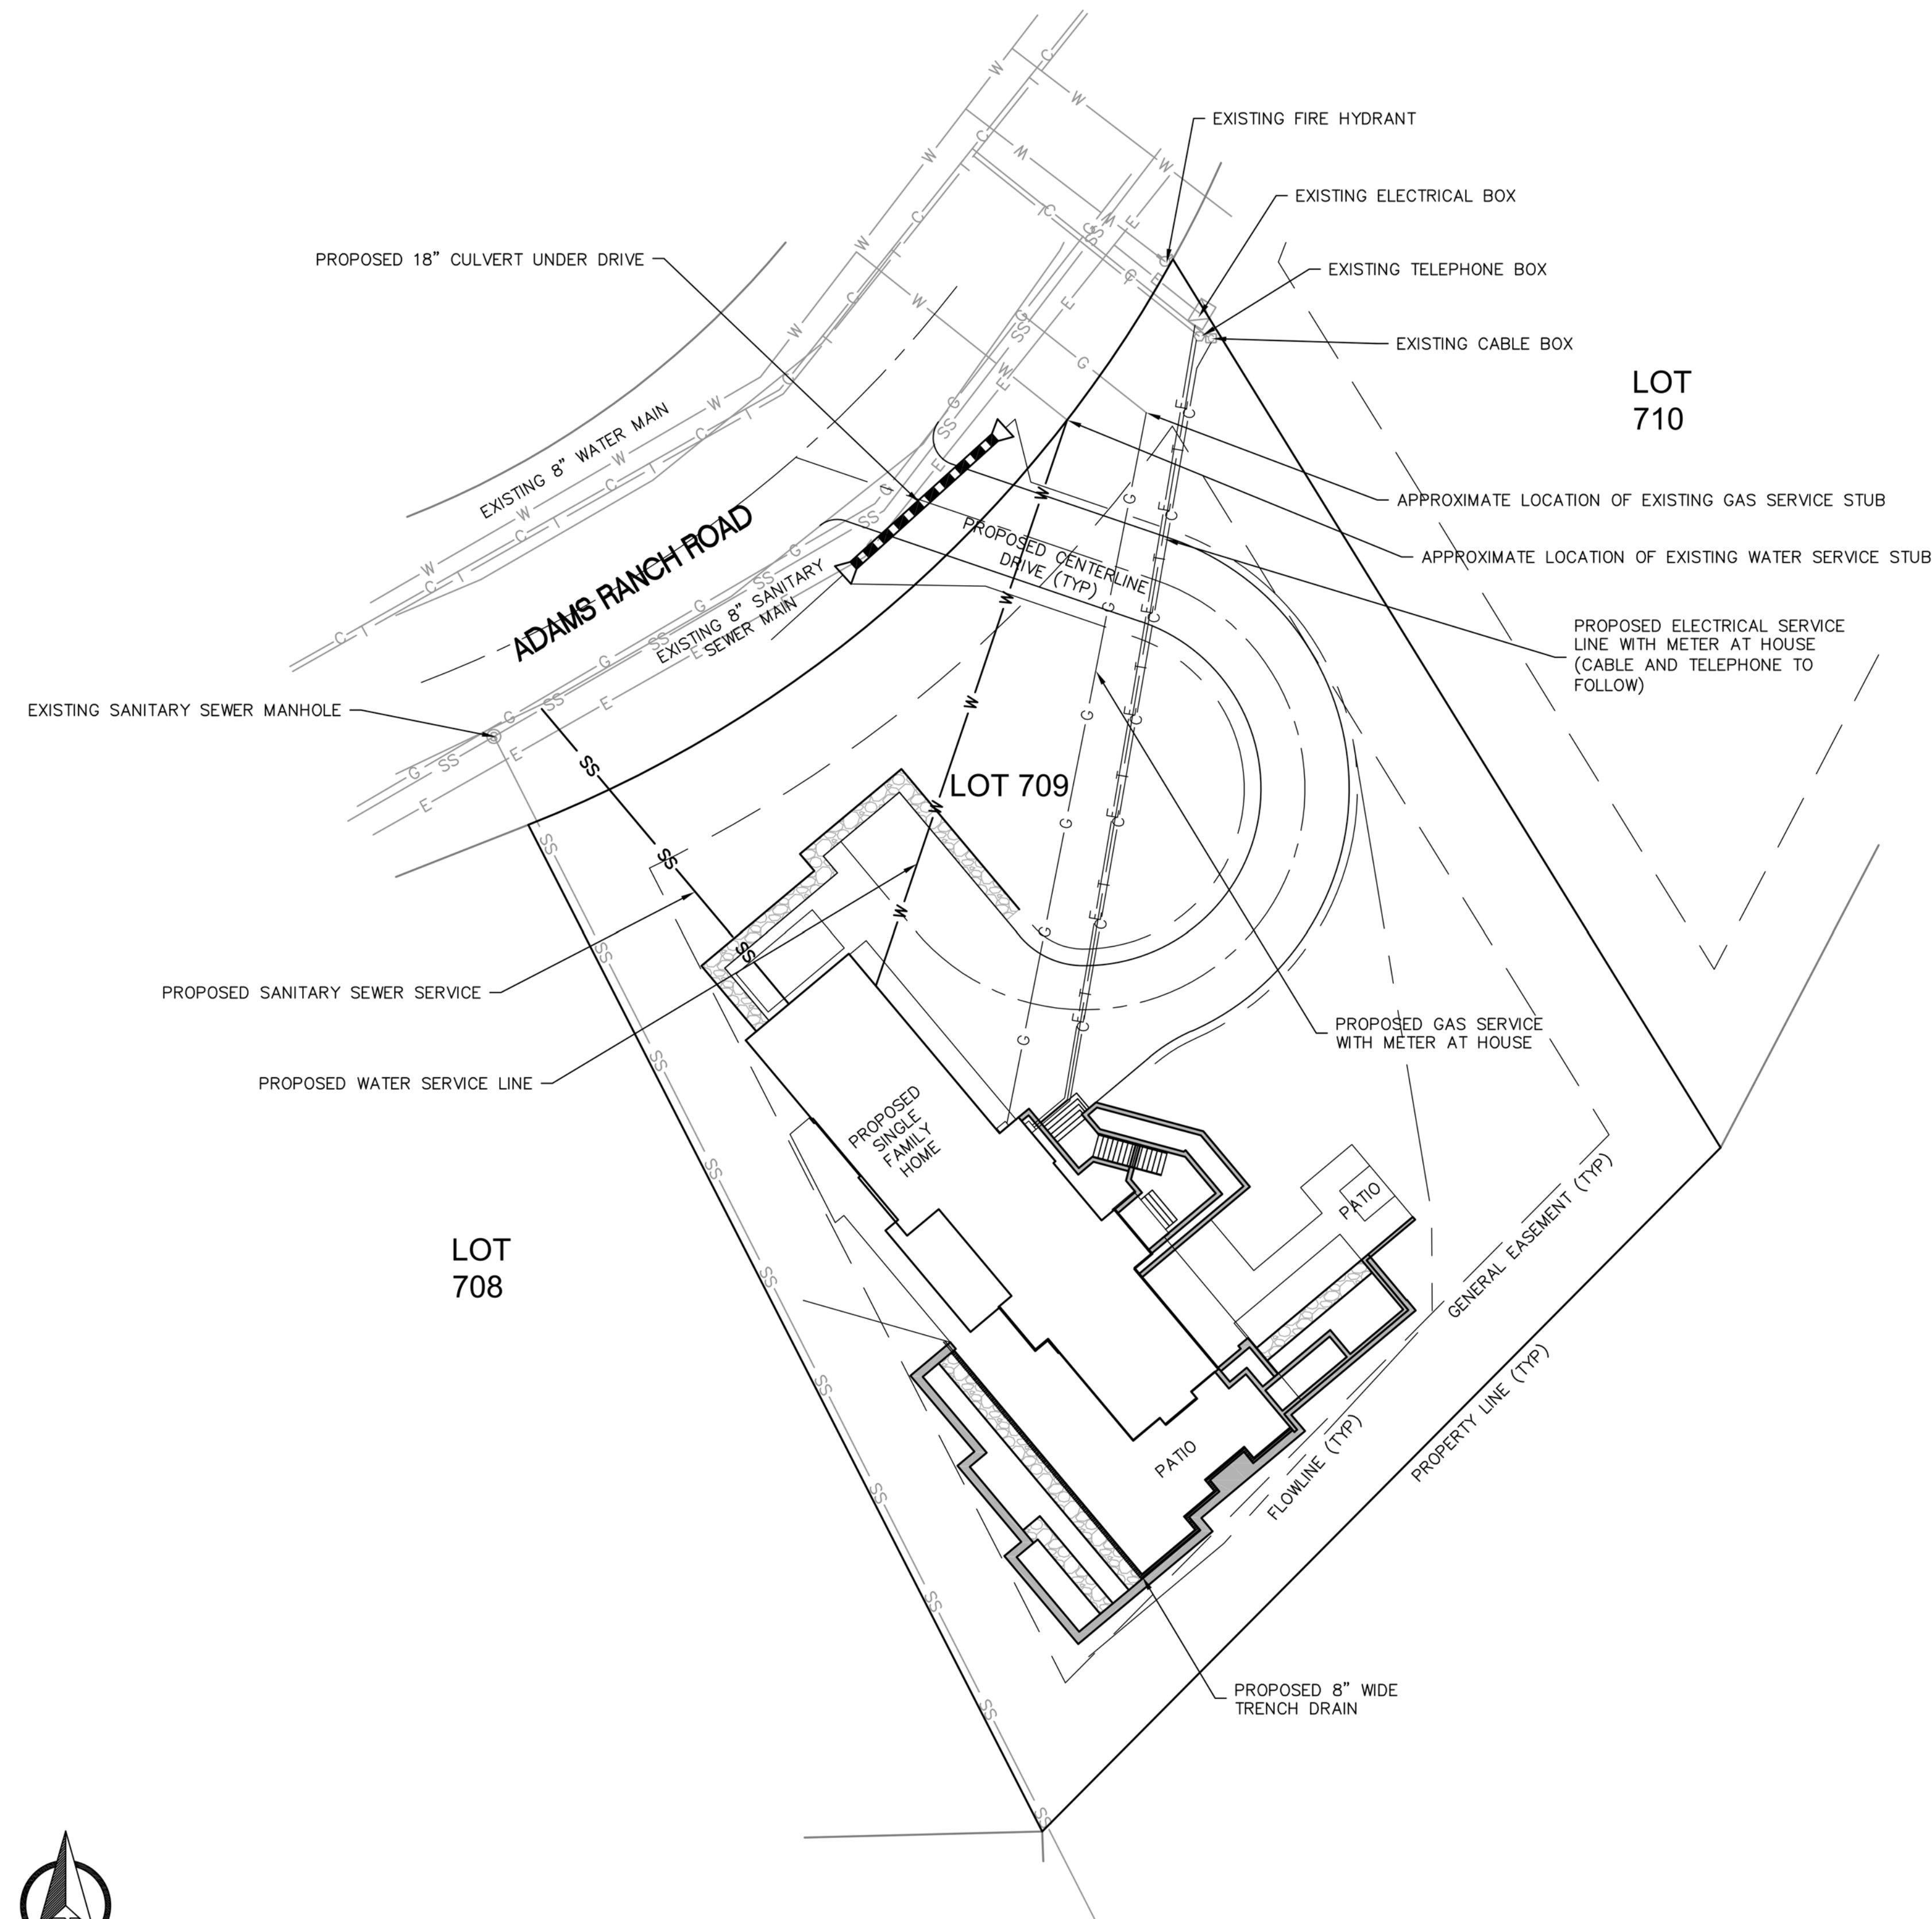 EXISTING FIRE HYDRANT
EXISTING ELECTRICAL BOX
PROPOSED 18" CULVERT UNDER DRIVE
EXISTING TELEPHONE BOX
EXISTING CABLE BOX
LOT
710
EXISTING 8" WATER MAIN
APPROXIMATE LOCATION OF EXISTING GAS SERVICE STUB
ADAMS RANCH ROAD
APPROXIMATE LOCATION OF EXISTING WATER SERVICE STUB
PROPOSED CENTERLINE
DRIVE (TYP)
EXISTING 8" SANITARY
SEWER MAIN
PROPOSED ELECTRICAL SERVICE
LINE WITH METER AT HOUSE
(CABLE AND TELEPHONE TO
FOLLOW)
EXISTING SANITARY SEWER MANHOLE
LOT 709
PROPOSED SANITARY SEWER SERVICE
PROPOSED GAS SERVICE
WITH METER AT HOUSE
PROPOSED WATER SERVICE LINE
PROPOSED
SINGLE
FAMILY
HOME
PATIO
GENERAL EASEMENT (TYP)
LOT
708
PROPERTY LINE (TYP)
FLOWLINE (TYP)
PATIO
PROPOSED 8" WIDE
TRENCH DRAIN